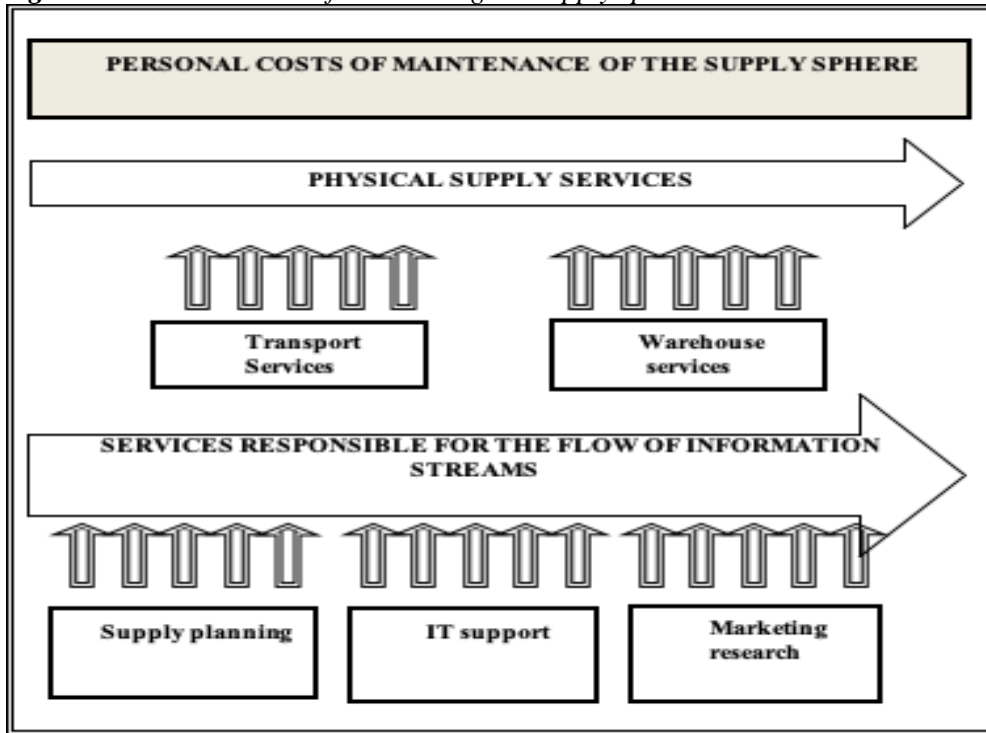 PERSONAL COSTS OF MAINTENANCE OF THE SUPPLY SPHERE
PHYSICAL SUPPLY SERVICES
Transport
Services
Warehouse
services
SERVICES RESPONSIBLE FOR THE FLOW OF INFORMATION
STREAMS
Supply planning
IT support
Marketing
research